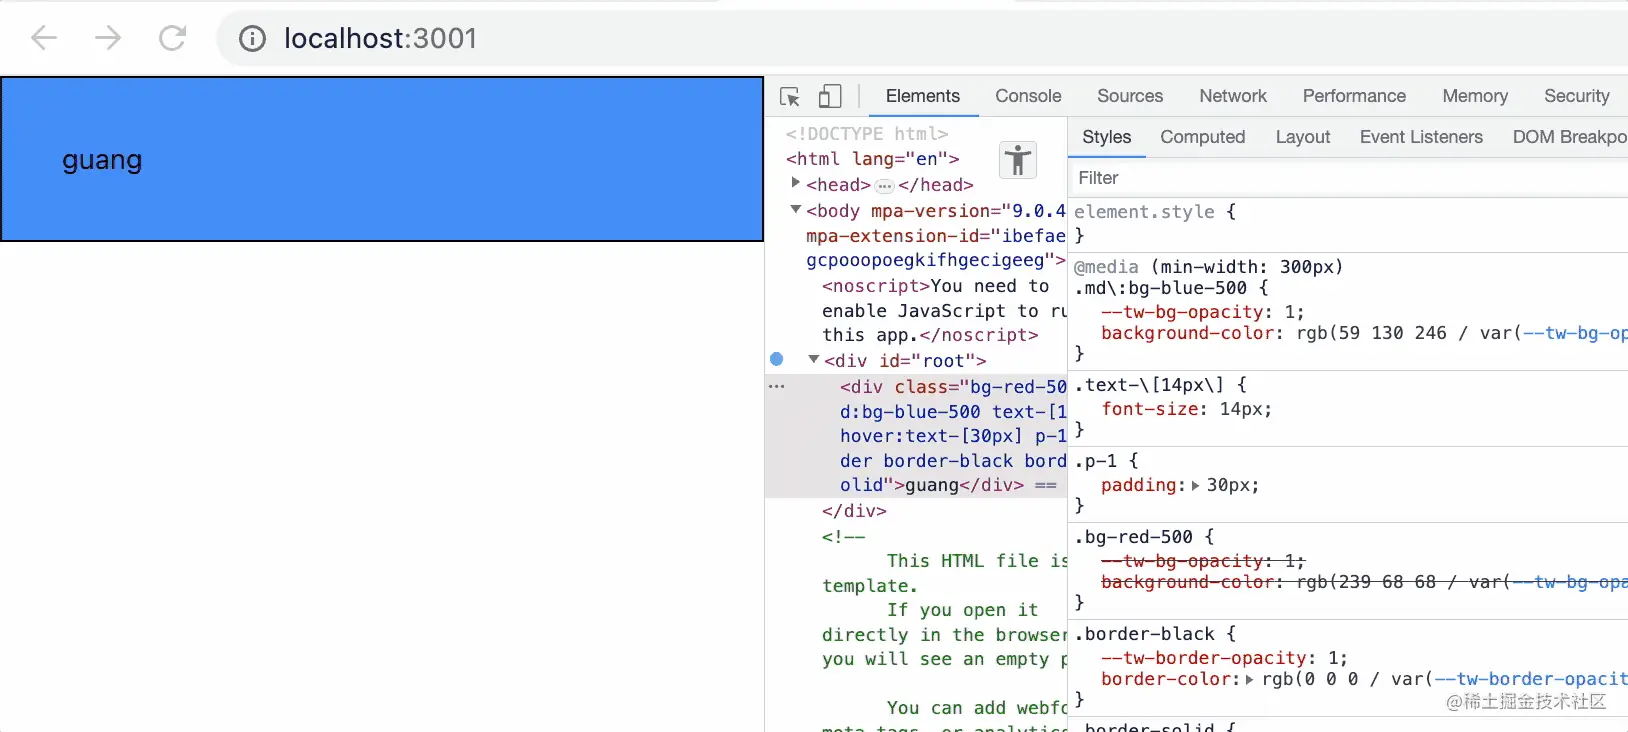 localhost:3001
guang
Elements Console Sources Network Performance Memory Security
<!DOCTYPE html>
<html lang="en">
<head>…</head>
<body mpa-version="9.0.4
mpa-extension-id="ibefae
gcpooopoegkifhgecigeeg">
<noscript>You need to
enable JavaScript to ru
this app.</noscript>
<div id="root">
<div class="bg-red-50
d:bg-blue-500 text-[1
hover:text-[30px] p-1
der border-black bord
olid">guang</div> ==
</div>
<!--
This HTML file is
template.
If you open it
directly in the browser
you will see an empty p
You can add webfo
meta tags, or analytics
Styles Computed Layout Event Listeners DOM Breakpo
Filter
element.style {
}
@media (min-width: 300px)
.md\:bg-blue-500 {
--tw-bg-opacity: 1;
background-color: rgb(59 130 246 / var(--tw-bg-op
}
.text-\[14px\] {
font-size: 14px;
}
.p-1 {
padding: 30px;
}
.bg-red-500 {
--tw-bg-opacity: 1;
background-color: rgb(239 68 68 / var(--tw-bg-opa
}
.border-black {
--tw-border-opacity: 1;
border-color: rgb(0 0 0 / var(--tw-border-opacit
}
.border-solid {
@稀土掘金技术社区